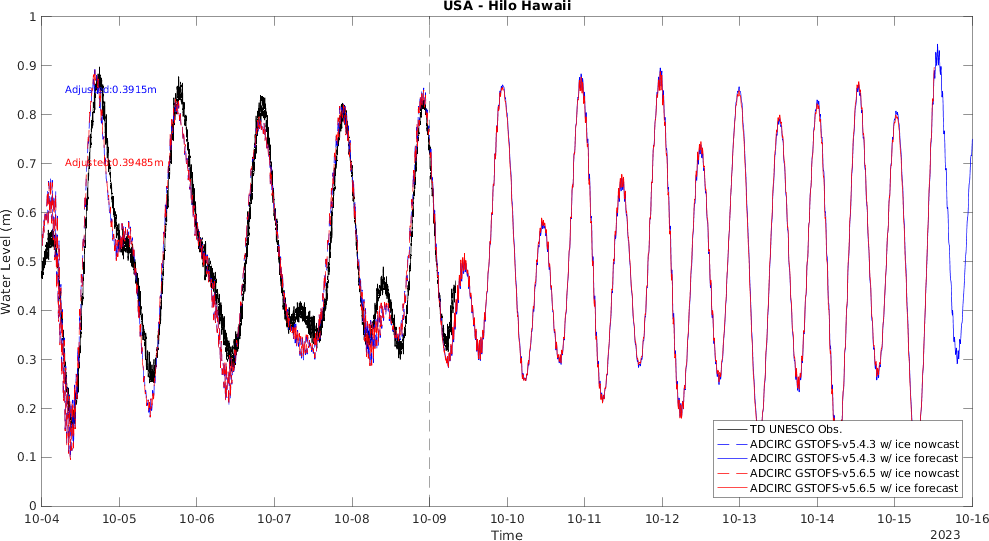 USA - Hilo Hawaii
1
0.9
0.8
0.7
0.6
0.5
0.4
0.3
0.2
0.1
0
Water Level (m)
Adjusted:0.3915m
Adjusted:0.39485m
TD UNESCO Obs.
ADCIRC GSTOFS-v5.4.3 w/ ice nowcast
ADCIRC GSTOFS-v5.4.3 w/ ice forecast
ADCIRC GSTOFS-v5.6.5 w/ ice nowcast
ADCIRC GSTOFS-v5.6.5 w/ ice forecast
10-04 10-05 10-06 10-07 10-08 10-09 10-10 10-11 10-12 10-13 10-14 10-15 10-16
Time
2023